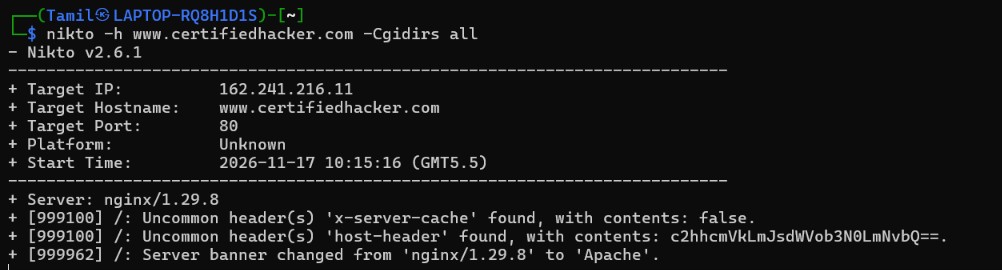 ┌──(Tamil㉿LAPTOP-RQ8H1D1S)-[~]
└─$ nikto -h www.certifiedhacker.com -Cgidirs all
- Nikto v2.6.1
---------------------------------------------------------------------------
+ Target IP:          162.241.216.11
+ Target Hostname:    www.certifiedhacker.com
+ Target Port:        80
+ Platform:           Unknown
+ Start Time:         2026-11-17 10:15:16 (GMT5.5)
---------------------------------------------------------------------------
+ Server: nginx/1.29.8
+ [999100] /: Uncommon header(s) 'x-server-cache' found, with contents: false.
+ [999100] /: Uncommon header(s) 'host-header' found, with contents: c2hhcmVkLmJsdWVob3N0LmNvbQ==.
+ [999962] /: Server banner changed from 'nginx/1.29.8' to 'Apache'.